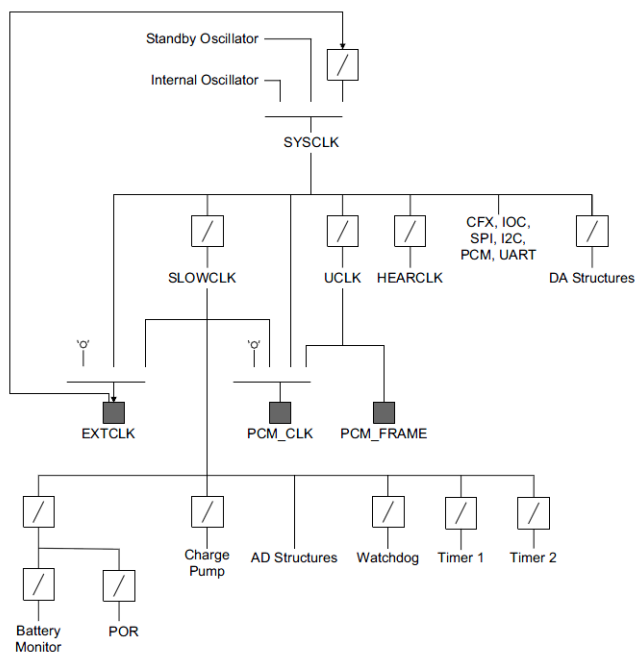 Standby Oscillator
Internal Oscillator
SYSCLK
CFX, IOC,
SPI, I2C,
PCM, UART
SLOWCLK
UCLK
HEARCLK
DA Structures
'0'
'0'
EXTCLK
PCM_CLK
PCM_FRAME
Charge
Pump
AD Structures
Watchdog
Timer 1
Timer 2
Battery
Monitor
POR